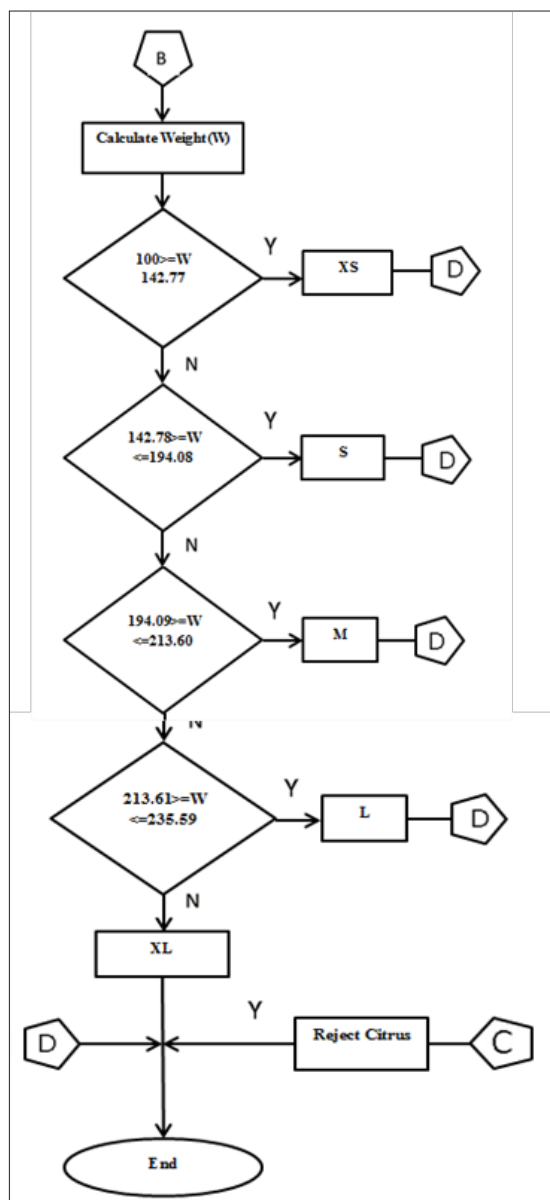 B
Calculate Weight(W)
100>=W
142.77
Y
XS
D
N
142.78>=W
<=194.08
Y
S
D
N
194.09>=W
<=213.60
Y
M
D
N
213.61>=W
<=235.59
Y
L
D
N
XL
D
Y
Reject Citrus
C
End